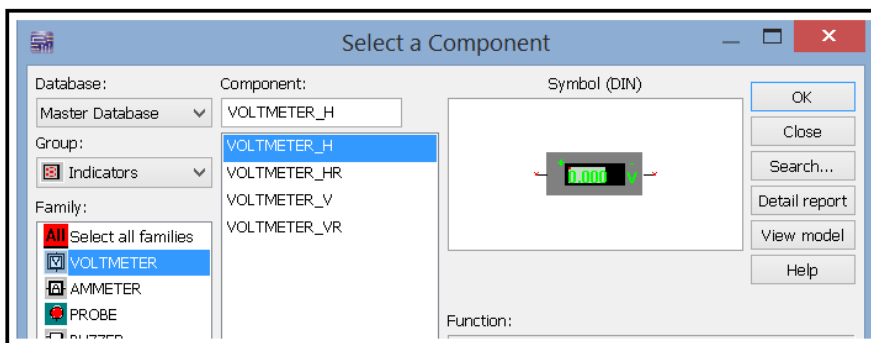 Select a Component
Database:
Master Database
Group:
Indicators
Family:
All Select all families
VOLTMETER
AMMETER
PROBE
Component:
VOLTMETER_H
VOLTMETER_H
VOLTMETER_HR
VOLTMETER_V
VOLTMETER_VR
Symbol (DIN)
0.000 V
Function:
OK
Close
Search...
Detail report
View model
Help